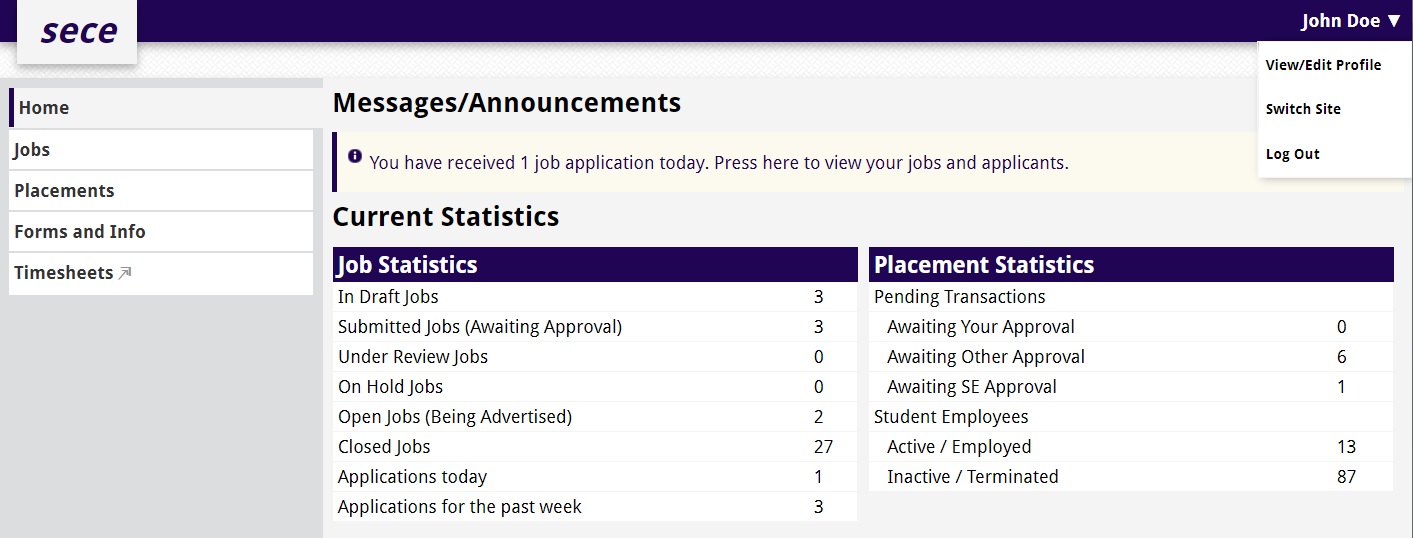 sece
John Doe ▼
View/Edit Profile
Switch Site
Log Out
Home
Jobs
Placements
Forms and Info
Timesheets
Messages/Announcements
You have received 1 job application today. Press here to view your jobs and applicants.
Current Statistics
Job Statistics
In Draft Jobs 3
Submitted Jobs (Awaiting Approval) 3
Under Review Jobs 0
On Hold Jobs 0
Open Jobs (Being Advertised) 2
Closed Jobs 27
Applications today 1
Applications for the past week 3
Placement Statistics
Pending Transactions
Awaiting Your Approval 0
Awaiting Other Approval 6
Awaiting SE Approval 1
Student Employees
Active / Employed 13
Inactive / Terminated 87